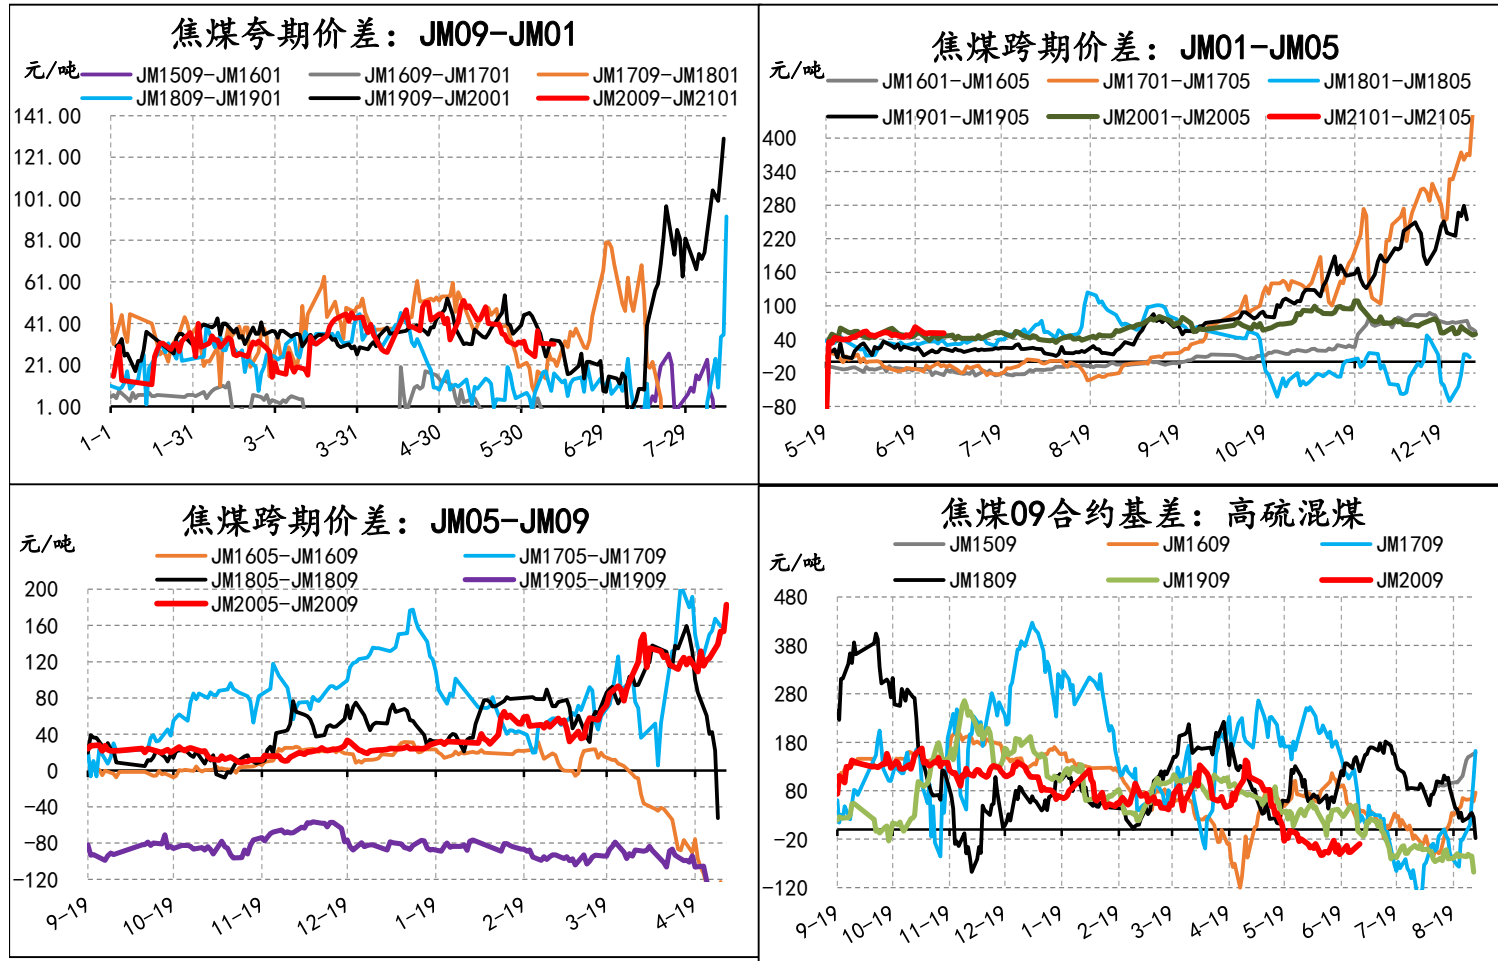 焦煤夸期价差：JM09-JM01
元/吨
JM1509-JM1601 JM1609-JM1701 JM1709-JM1801
JM1809-JM1901 JM1909-JM2001 JM2009-JM2101
141.00
121.00
101.00
81.00
61.00
41.00
21.00
1.00
1-1 1-31 3-1 3-31 4-30 5-30 6-29 7-29
焦煤跨期价差：JM01-JM05
元/吨
JM1601-JM1605 JM1701-JM1705 JM1801-JM1805
JM1901-JM1905 JM2001-JM2005 JM2101-JM2105
400
340
280
220
160
100
40
-20
-80
5-19 6-19 7-19 8-19 9-19 10-19 11-19 12-19
焦煤跨期价差：JM05-JM09
元/吨
JM1605-JM1609 JM1705-JM1709
JM1805-JM1809 JM1905-JM1909
JM2005-JM2009
200
160
120
80
40
0
-40
-80
-120
9-19 10-19 11-19 12-19 1-19 2-19 3-19 4-19
焦煤09合约基差：高硫混煤
元/吨
JM1509 JM1609 JM1709
JM1809 JM1909 JM2009
480
380
280
180
80
-20
-120
9-19 10-19 11-19 12-19 1-19 2-19 3-19 4-19 5-19 6-19 7-19 8-19